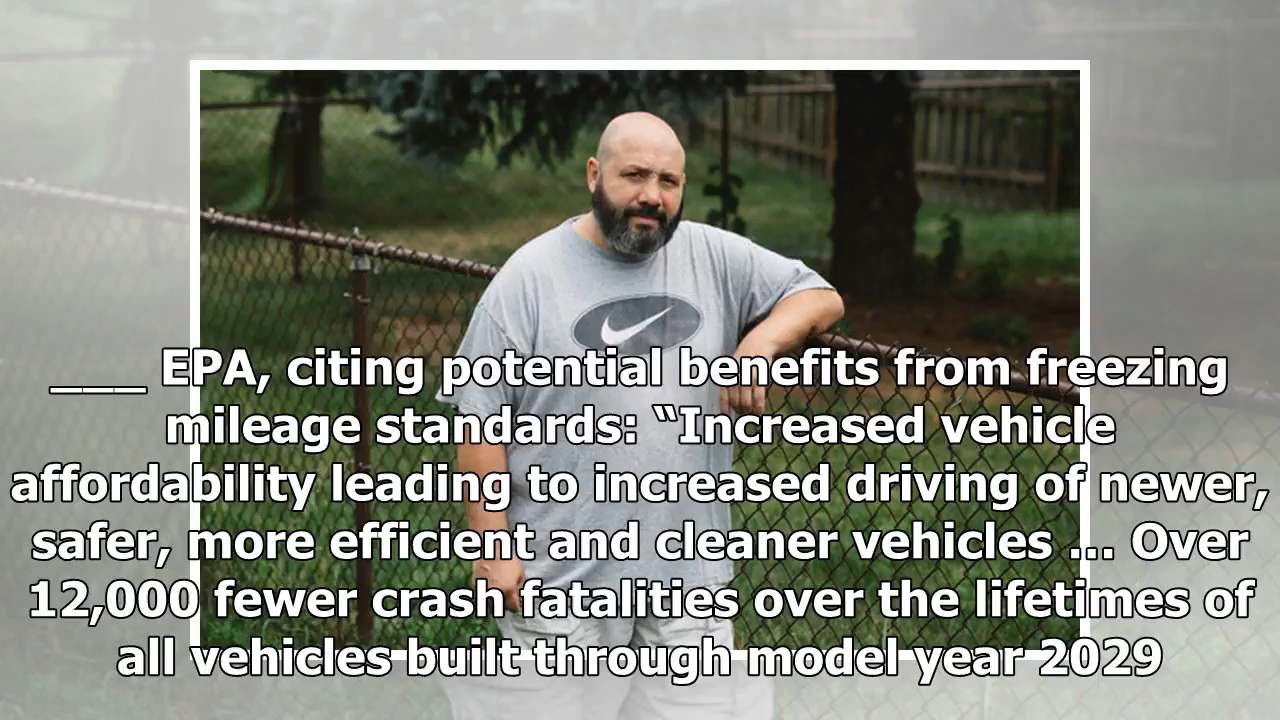 ___ EPA, citing potential benefits from freezing
mileage standards: “Increased vehicle
affordability leading to increased driving of newer,
safer, more efficient and cleaner vehicles ... Over
12,000 fewer crash fatalities over the lifetimes of
all vehicles built through model year 2029